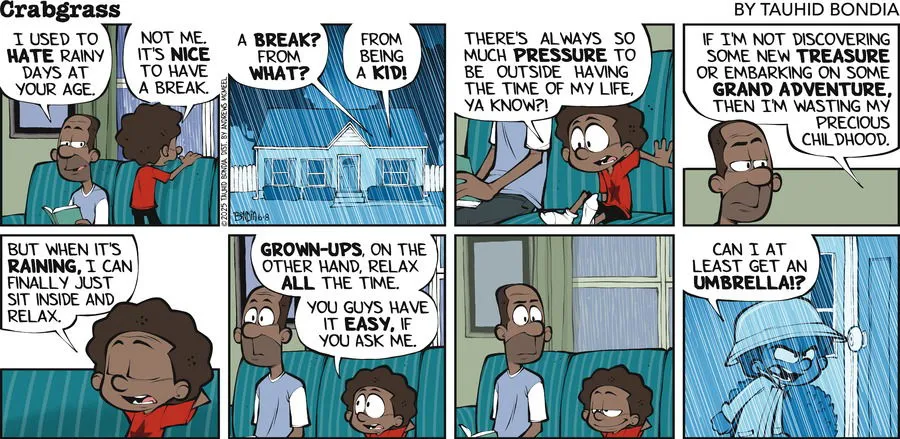 Crabgrass
BY TAUHID BONDIA
I USED TO
HATE RAINY
DAYS AT
YOUR AGE.
NOT ME.
IT'S NICE
TO HAVE
A BREAK.
©2025 TAUHID BONDIA, DIST. BY ANDREWS MCMEEL
A BREAK?
FROM
WHAT?
FROM
BEING
A KID!
BONDIA 6-8
THERE'S ALWAYS SO
MUCH PRESSURE TO
BE OUTSIDE HAVING
THE TIME OF MY LIFE,
YA KNOW?!
IF I'M NOT DISCOVERING
SOME NEW TREASURE
OR EMBARKING ON SOME
GRAND ADVENTURE,
THEN I'M WASTING MY
PRECIOUS
CHILDHOOD.
BUT WHEN IT'S
RAINING, I CAN
FINALLY JUST
SIT INSIDE AND
RELAX.
GROWN-UPS, ON THE
OTHER HAND, RELAX
ALL THE TIME.
YOU GUYS HAVE
IT EASY, IF
YOU ASK ME.
CAN I AT
LEAST GET AN
UMBRELLA!?